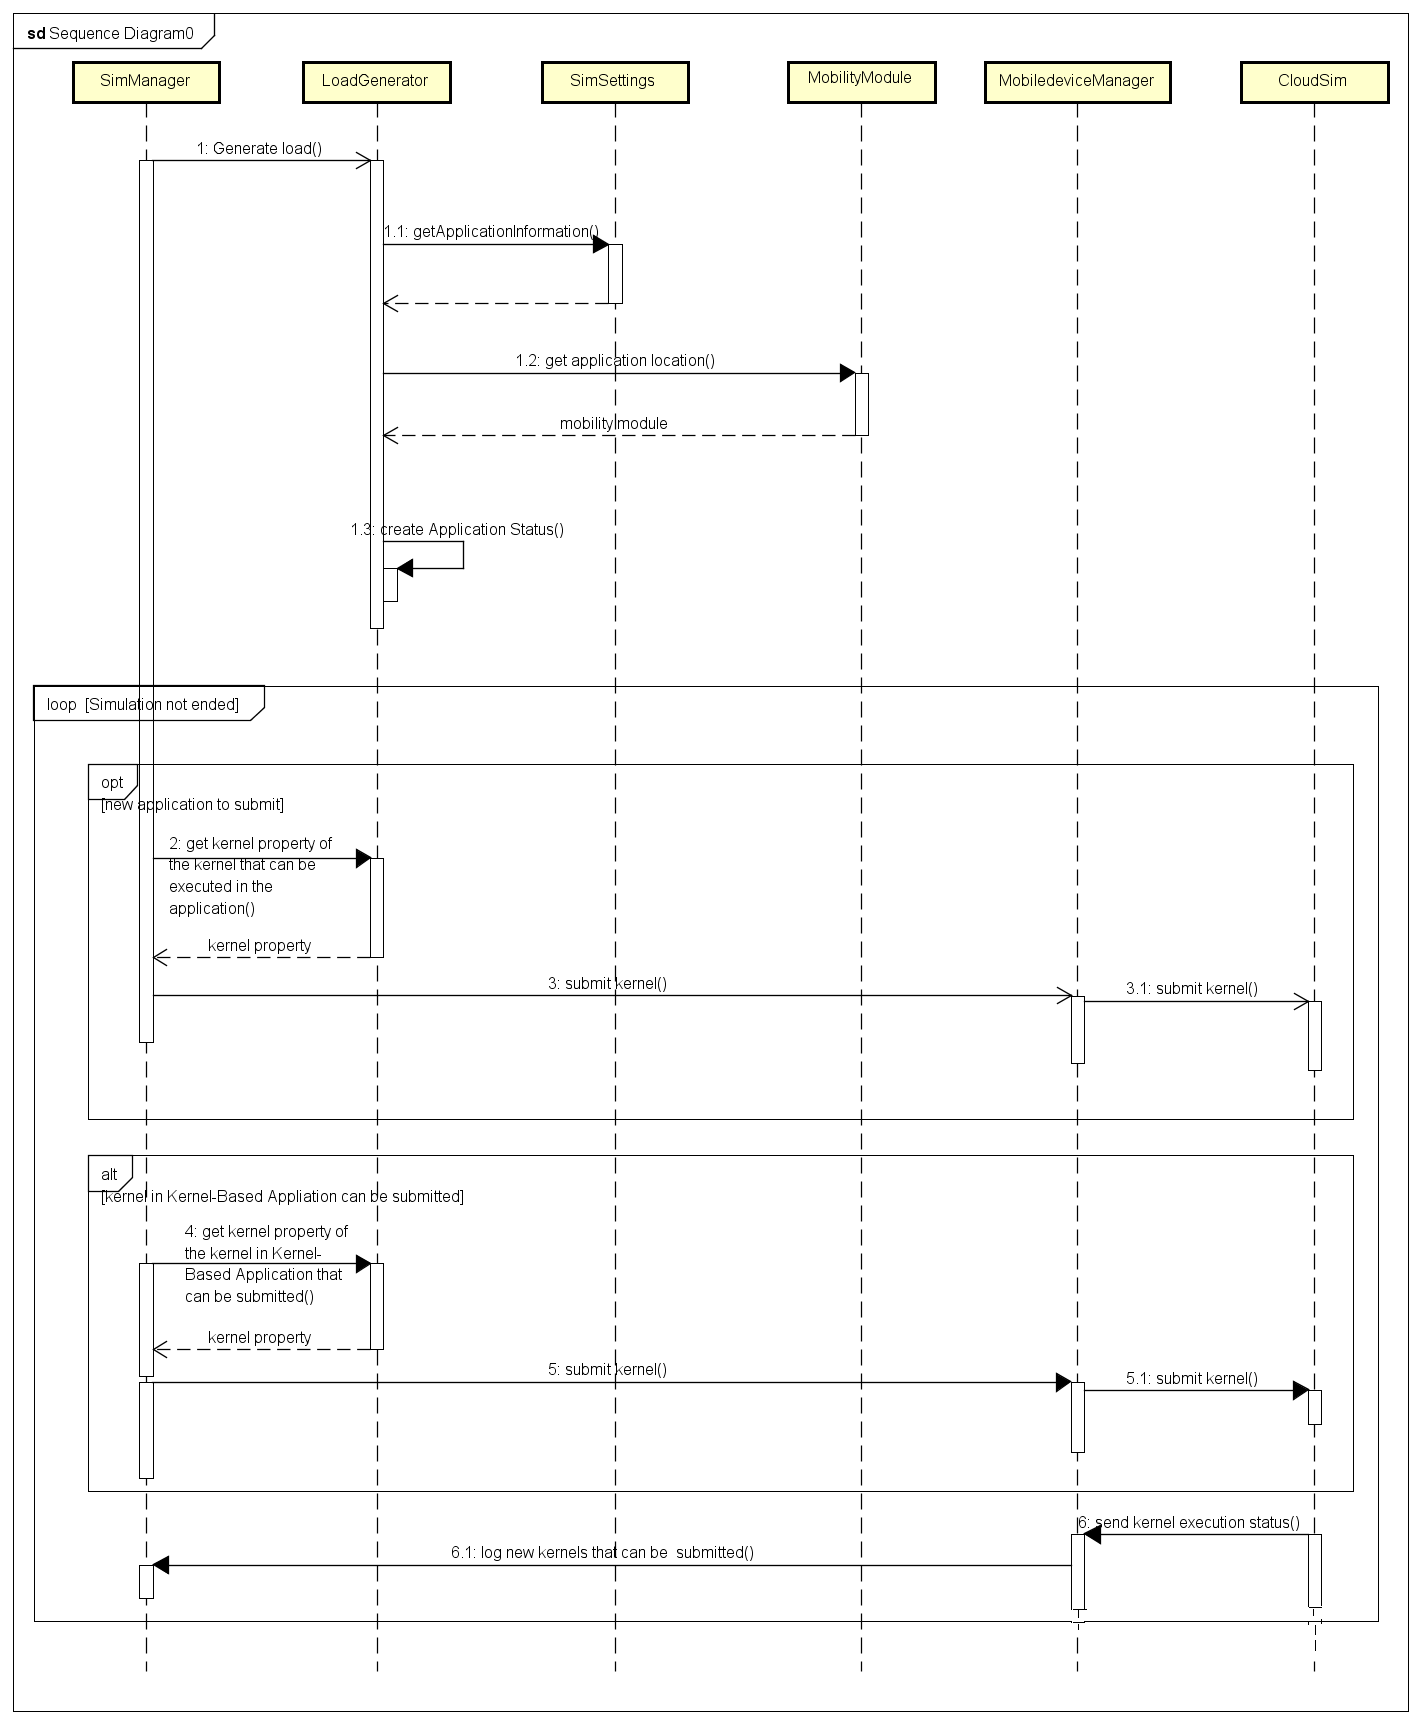 sd Sequence Diagram0
SimManager
LoadGenerator
SimSettings
MobilityModule
MobiledeviceManager
CloudSim
1: Generate load()
1.1: getApplicationInformation()
1.2: get application location()
mobility module
1.3: create Application Status()
loop [Simulation not ended]
opt
[new application to submit]
2: get kernel property of
the kernel that can be
executed in the
application()
kernel property
3: submit kernel()
3.1: submit kernel()
alt
[kernel in Kernel-Based Appliation can be submitted]
4: get kernel property of
the kernel in Kernel-
Based Application that
can be submitted()
kernel property
5: submit kernel()
5.1: submit kernel()
6: send kernel execution status()
6.1: log new kernels that can be submitted()